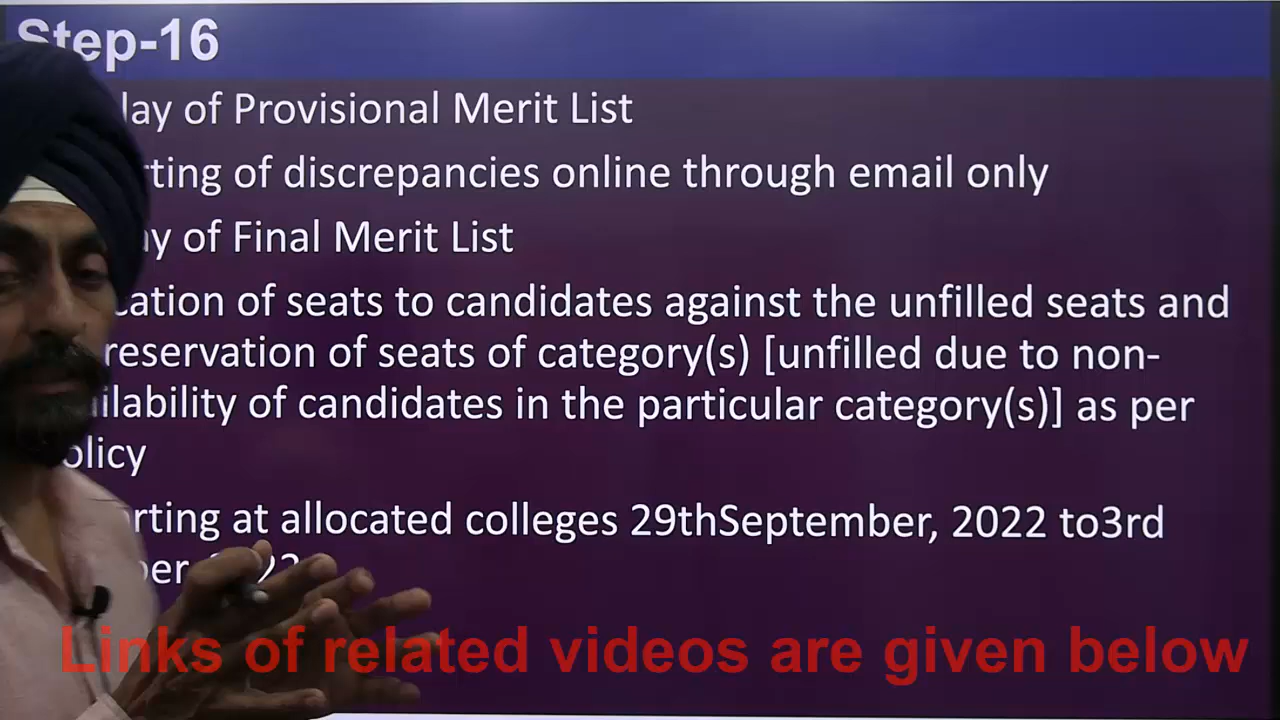 Step-16
lay of Provisional Merit List
rting of discrepancies online through email only
ay of Final Merit List
cation of seats to candidates against the unfilled seats and
reservation of seats of category(s) [unfilled due to non-
ilability of candidates in the particular category(s)] as per
olicy
rting at allocated colleges 29thSeptember, 2022 to3rd
ber
Links of related videos are given below